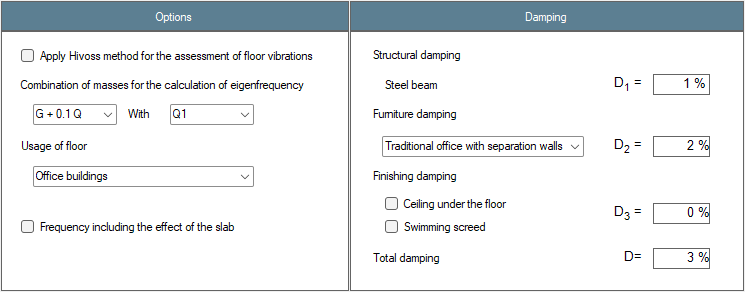 Options
Apply Hivoss method for the assessment of floor vibrations
Combination of masses for the calculation of eigenfrequency
G + 0.1 Q With Q1
Usage of floor
Office buildings
Frequency including the effect of the slab
Damping
Structural damping
Steel beam D1 = 1 %
Furniture damping
Traditional office with separation walls D2 = 2 %
Finishing damping
Ceiling under the floor
D3 = 0 %
Swimming screed
Total damping D= 3 %